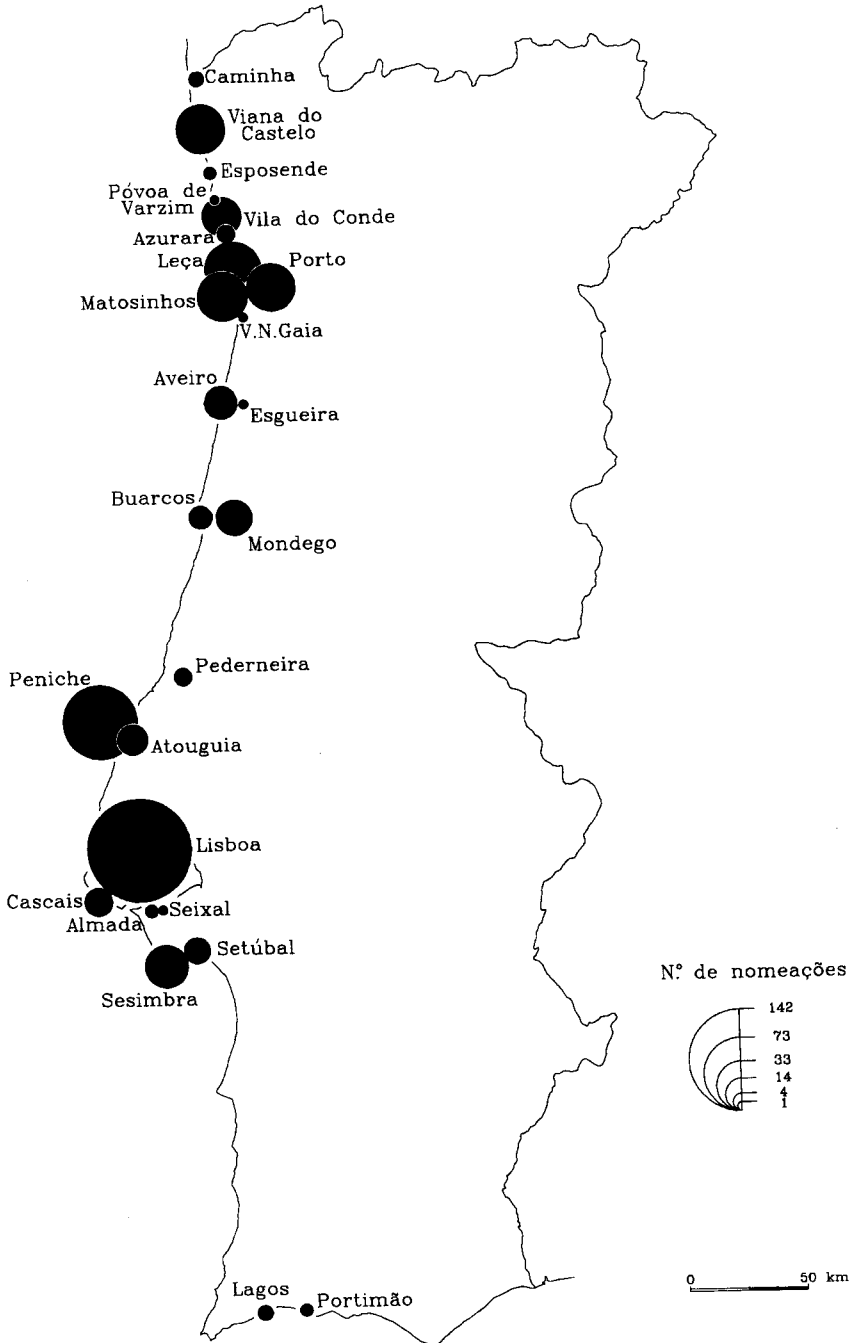 Caminha
Viana do
Castelo
Esposende
Póvoa de
Varzim
Vila do Conde
Azurara
Leça
Porto
Matosinhos
V.N.Gaia
Aveiro
Esgueira
Buarcos
Mondego
Pederneira
Peniche
Atouguia
Lisboa
Cascais
Almada
Seixal
Setúbal
Sesimbra
N.º de nomeações
142
73
33
14
4
1
Lagos
Portimão
0 50 km